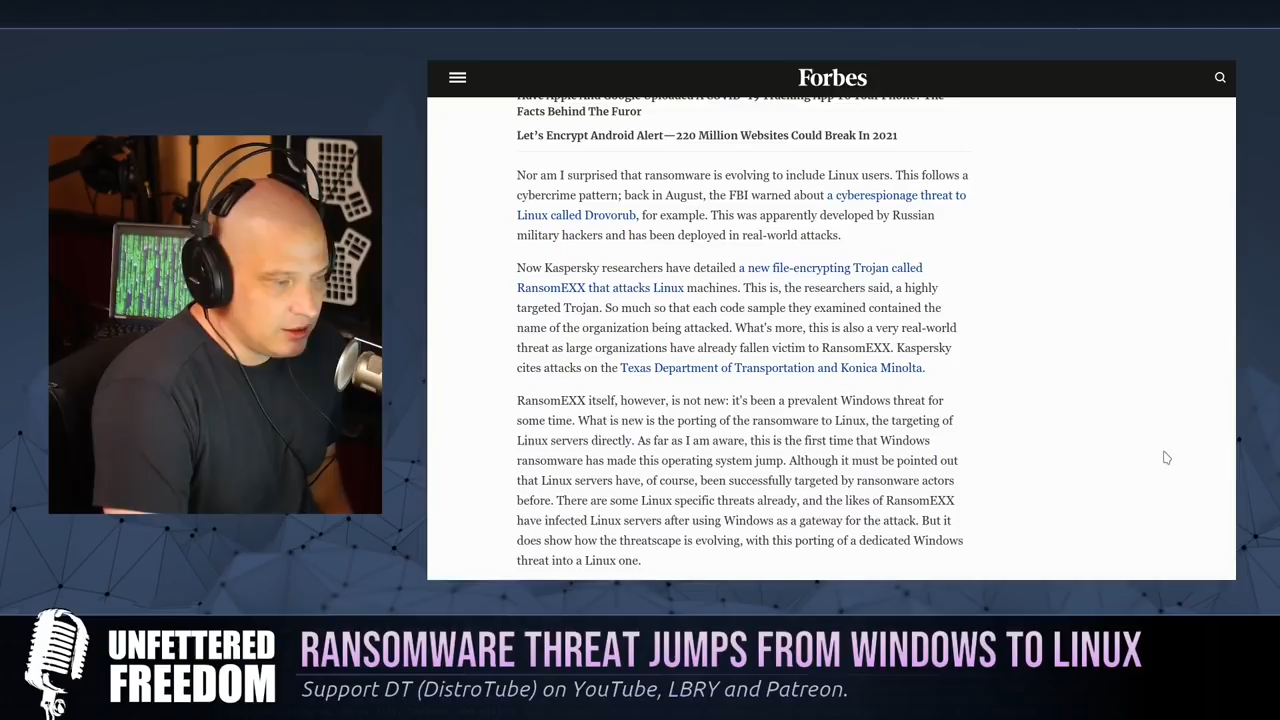 Forbes
Have Apple And Google Uploaded A COVID-19 Tracking App To Your Phone? The
Facts Behind The Furor
Let's Encrypt Android Alert—220 Million Websites Could Break In 2021
Nor am I surprised that ransomware is evolving to include Linux users. This follows a
cybercrime pattern; back in August, the FBI warned about a cyberespionage threat to
Linux called Drovorub, for example. This was apparently developed by Russian
military hackers and has been deployed in real-world attacks.
Now Kaspersky researchers have detailed a new file-encrypting Trojan called
RansomEXX that attacks Linux machines. This is, the researchers said, a highly
targeted Trojan. So much so that each code sample they examined contained the
name of the organization being attacked. What's more, this is also a very real-world
threat as large organizations have already fallen victim to RansomEXX. Kaspersky
cites attacks on the Texas Department of Transportation and Konica Minolta.
RansomEXX itself, however, is not new: it's been a prevalent Windows threat for
some time. What is new is the porting of the ransomware to Linux, the targeting of
Linux servers directly. As far as I am aware, this is the first time that Windows
ransomware has made this operating system jump. Although it must be pointed out
that Linux servers have, of course, been successfully targeted by ransonware actors
before. There are some Linux specific threats already, and the likes of RansomEXX
have infected Linux servers after using Windows as a gateway for the attack. But it
does show how the threatscape is evolving, with this porting of a dedicated Windows
threat into a Linux one.
UNFETTERED
FREEDOM
RANSOMWARE THREAT JUMPS FROM WINDOWS TO LINUX
Support DT (DistroTube) on YouTube, LBRY and Patreon.